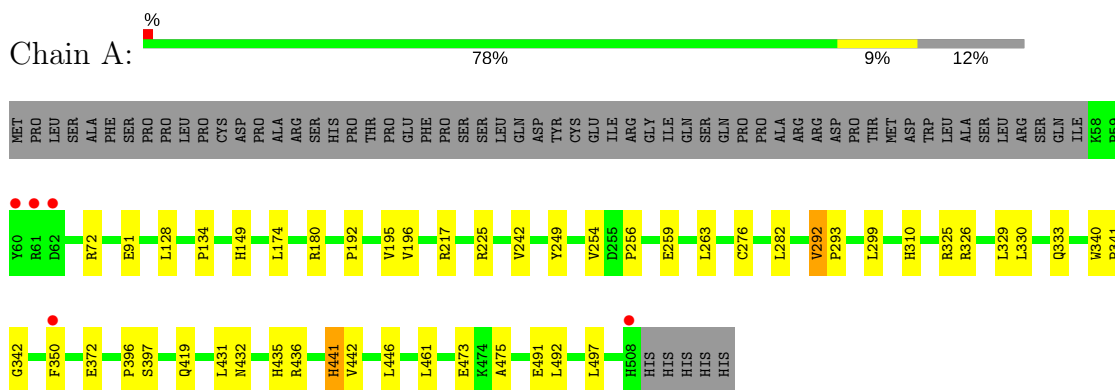 %
Chain A:
78% 9% 12%
MET PRO LEU SER ALA PHE SER PRO PRO LEU PRO CYS ASP PRO ALA ARG SER HIS PRO THR PRO GLU PHE PRO SER SER LEU GLN ASP TYR CYS GLU ILE ARG GLY ILE GLN SER GLN PRO PRO ALA ARG ARG ASP PRO THR MET ASP TRP LEU ALA SER LEU ARG SER GLN ILE K58 P59
Y60 R61 D62 R72 E91 L128 P134 H149 L174 R180 P192 V195 V196 R217 R225 V242 Y249 V254 D255 P256 E259 L263 C276 L282 V292 P293 L299 H310 R325 R326 L329 L330 Q333 W340 P341
G342 F350 E372 P396 S397 Q419 L431 N432 H435 R436 H441 V442 L446 L461 E473 K474 A475 E491 L492 L497 H508 HIS HIS HIS HIS HIS